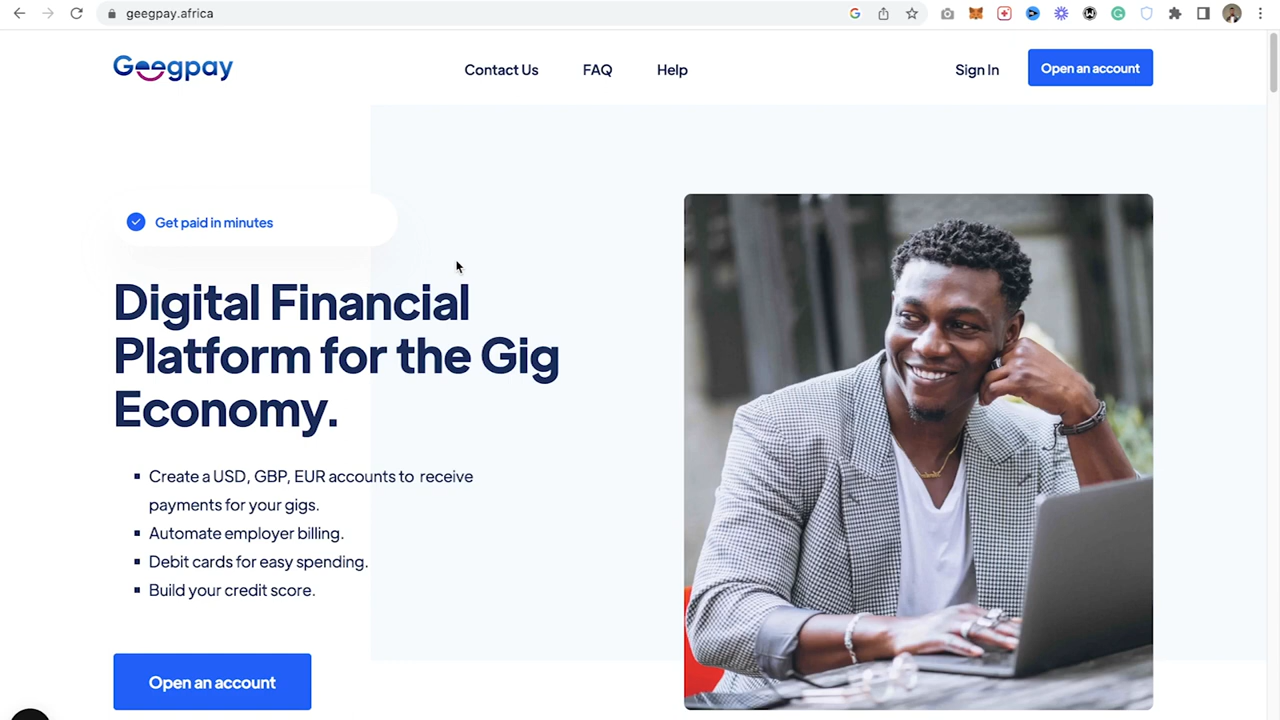 geegpay.africa
Geegpay
Contact Us
FAQ
Help
Sign In
Open an account
Get paid in minutes
Digital Financial
Platform for the Gig
Economy.
Create a USD, GBP, EUR accounts to receive
payments for your gigs.
Automate employer billing.
Debit cards for easy spending.
Build your credit score.
Open an account